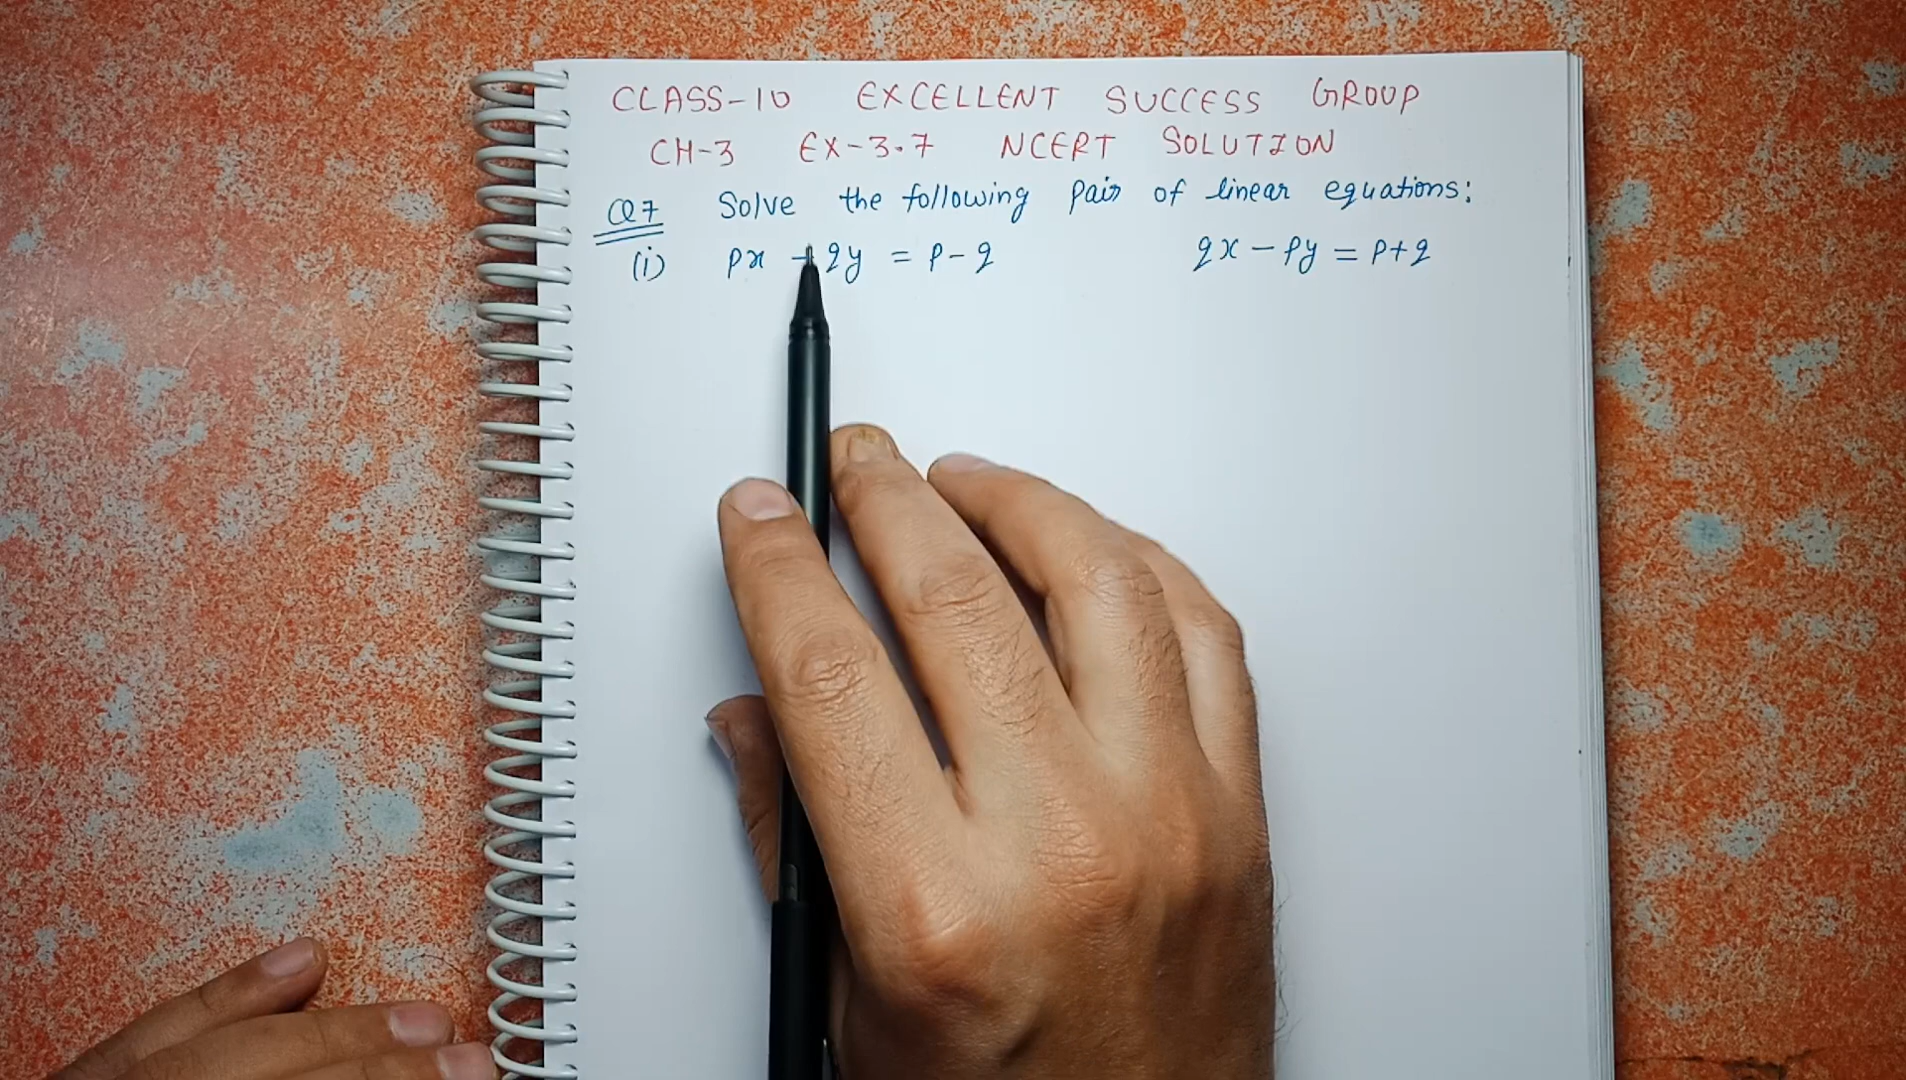 CLASS-10 EXCELLENT SUCCESS GROUP
CH-3 EX-3.7 NCERT SOLUTION
Q7 Solve the following pair of linear equations:
(i) px + qy = p - q qx - py = p + q